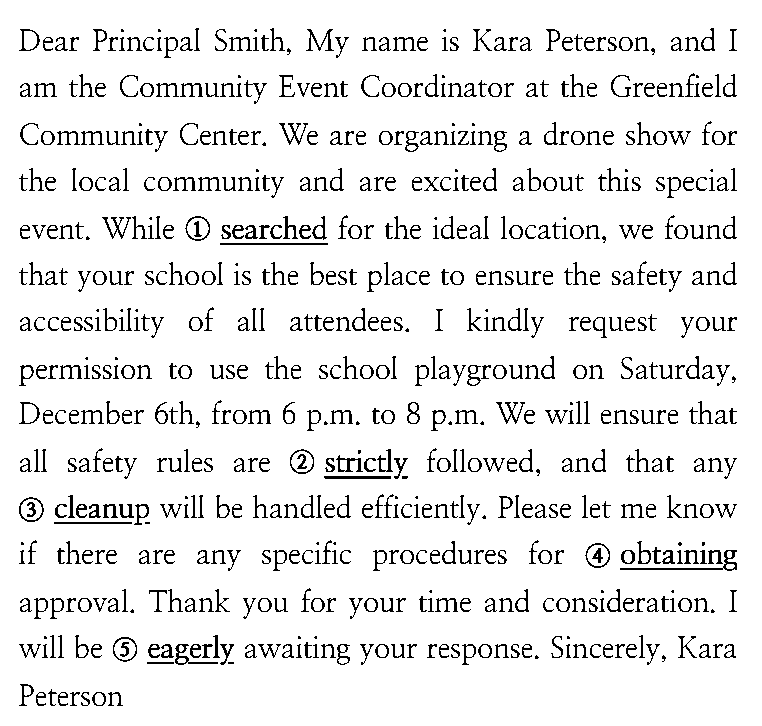 Dear Principal Smith, My name is Kara Peterson, and I
am the Community Event Coordinator at the Greenfield
Community Center. We are organizing a drone show for
the local community and are excited about this special
event. While ① searched for the ideal location, we found
that your school is the best place to ensure the safety and
accessibility of all attendees. I kindly request your
permission to use the school playground on Saturday,
December 6th, from 6 p.m. to 8 p.m. We will ensure that
all safety rules are ② strictly followed, and that any
③ cleanup will be handled efficiently. Please let me know
if there are any specific procedures for ④ obtaining
approval. Thank you for your time and consideration. I
will be ⑤ eagerly awaiting your response. Sincerely, Kara
Peterson